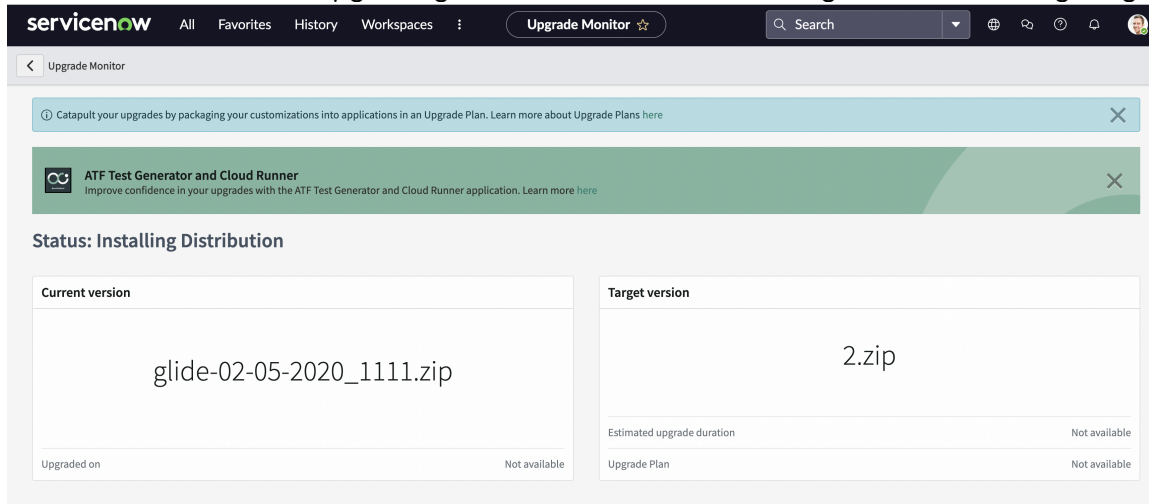 servicenow All Favorites History Workspaces Upgrade Monitor Search
Upgrade Monitor
Catapult your upgrades by packaging your customizations into applications in an Upgrade Plan. Learn more about Upgrade Plans here
ATF Test Generator and Cloud Runner
Improve confidence in your upgrades with the ATF Test Generator and Cloud Runner application. Learn more here
Status: Installing Distribution
Current version
glide-02-05-2020_1111.zip
Upgraded on Not available
Target version
2.zip
Estimated upgrade duration Not available
Upgrade Plan Not available